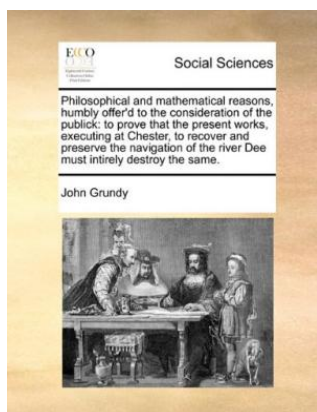 ECCO
Social Sciences
Philosophical and mathematical reasons,
humbly offer'd to the consideration of the
publick: to prove that the present works,
executing at Chester, to recover and
preserve the navigation of the river Dee
must intirely destroy the same.
John Grundy